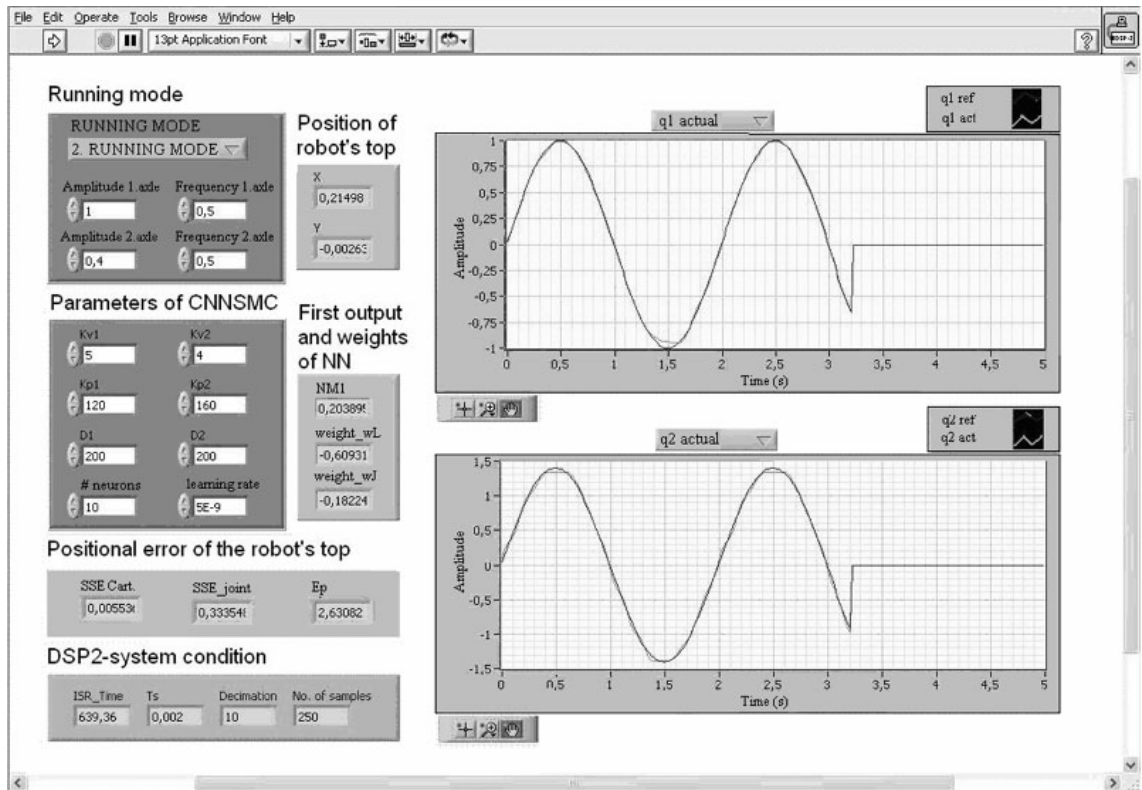 File Edit Operate Tools Browse Window Help
13pt Application Font
Running mode
RUNNING MODE
2. RUNNING MODE
Amplitude 1.axle Frequency 1.axle
1 0,5
Amplitude 2.axle Frequency 2.axle
0,4 0,5
Position of
robot's top
X
0,21498
Y
-0,00263
Parameters of CNNSMC
Kv1 Kv2
5 4
Kp1 Kp2
120 160
D1 D2
200 200
# neurons learning rate
10 5E-9
First output
and weights
of NN
NM1
0,203895
weight_wL
-0,60931
weight_wJ
-0,18224
Positional error of the robot's top
SSE Cart. SSE_joint Ep
0,00553 0,33354 2,63082
DSP2-system condition
ISR_Time Ts Decimation No. of samples
639,36 0,002 10 250
q1 actual
q1 ref
q1 act
Amplitude
1
0,75
0,5
0,25
0
-0,25
-0,5
-0,75
-1
0 0,5 1 1,5 2 2,5 3 3,5 4 4,5 5
Time (s)
q2 actual
q2 ref
q2 act
Amplitude
1,5
1
0,5
0
-0,5
-1
-1,5
0 0,5 1 1,5 2 2,5 3 3,5 4 4,5 5
Time (s)